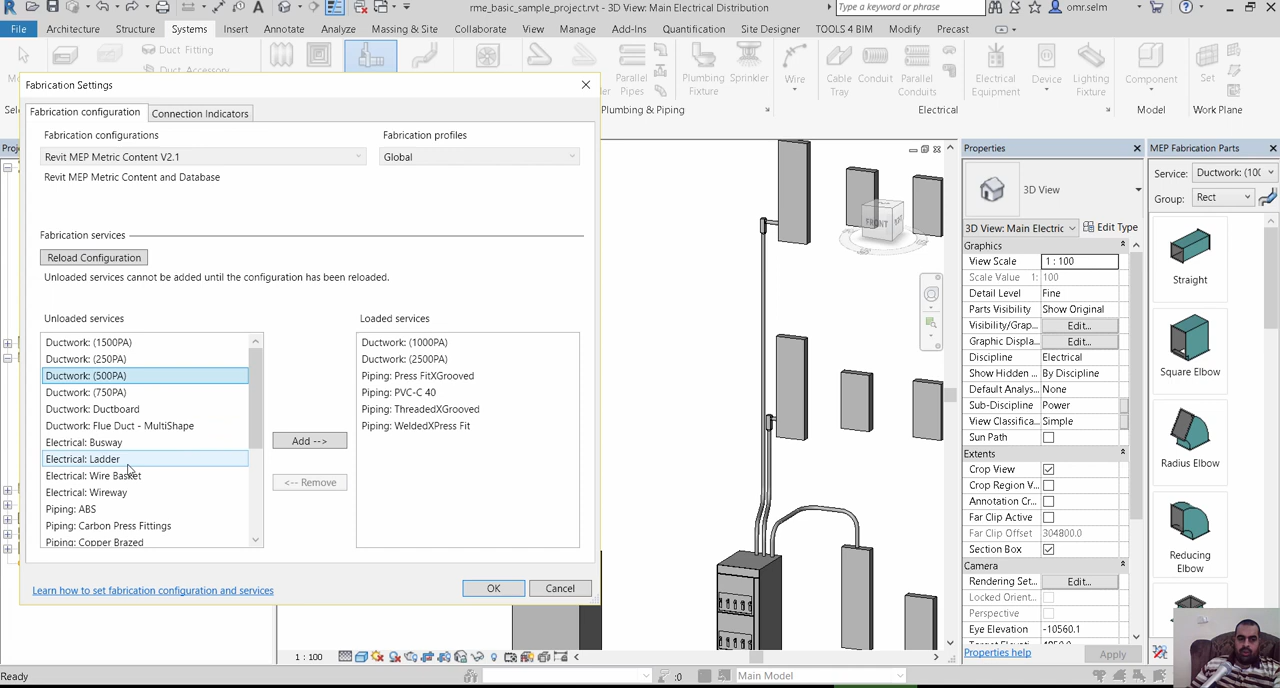 rme_basic_sample_project.rvt - 3D View: Main Electrical Distribution
Type a keyword or phrase
omr.selm
File
Architecture
Structure
Systems
Insert
Annotate
Analyze
Massing & Site
Collaborate
View
Manage
Add-Ins
Quantification
Site Designer
TOOLS 4 BIM
Modify
Precast
Duct Fitting
Duct Accessory
Parallel
Pipes
Plumbing
Fixture
Sprinkler
Wire
Cable
Tray
Conduit
Parallel
Conduits
Electrical
Equipment
Device
Lighting
Fixture
Component
Set
Plumbing & Piping
Electrical
Model
Work Plane
Fabrication Settings
Fabrication configuration
Connection Indicators
Fabrication configurations
Fabrication profiles
Revit MEP Metric Content V2.1
Global
Revit MEP Metric Content and Database
Fabrication services
Reload Configuration
Unloaded services cannot be added until the configuration has been reloaded.
Unloaded services
Loaded services
Ductwork: (1500PA)
Ductwork: (250PA)
Ductwork: (500PA)
Ductwork: (750PA)
Ductwork: Ductboard
Ductwork: Flue Duct - MultiShape
Electrical: Busway
Electrical: Ladder
Electrical: Wire Basket
Electrical: Wireway
Piping: ABS
Piping: Carbon Press Fittings
Piping: Copper Brazed
Add -->
<-- Remove
Ductwork: (1000PA)
Ductwork: (2500PA)
Piping: Press FitXGrooved
Piping: PVC-C 40
Piping: ThreadedXGrooved
Piping: WeldedXPress Fit
Learn how to set fabrication configuration and services
OK
Cancel
FRONT
Properties
3D View
3D View: Main Electric
Edit Type
Graphics
View Scale
1 : 100
Scale Value 1:
100
Detail Level
Fine
Parts Visibility
Show Original
Visibility/Grap...
Edit...
Graphic Displa...
Edit...
Discipline
Electrical
Show Hidden ...
By Discipline
Default Analys...
None
Sub-Discipline
Power
View Classifica...
Simple
Sun Path
Extents
Crop View
Crop Region V...
Annotation Cr...
Far Clip Active
Far Clip Offset
304800.0
Section Box
Camera
Rendering Set...
Edit...
Locked Orient...
Perspective
Eye Elevation
-10560.1
Properties help
Apply
MEP Fabrication Parts
Service:
Ductwork: (100
Group:
Rect
Straight
Square Elbow
Radius Elbow
Reducing
Elbow
1 : 100
Ready
:0
Main Model